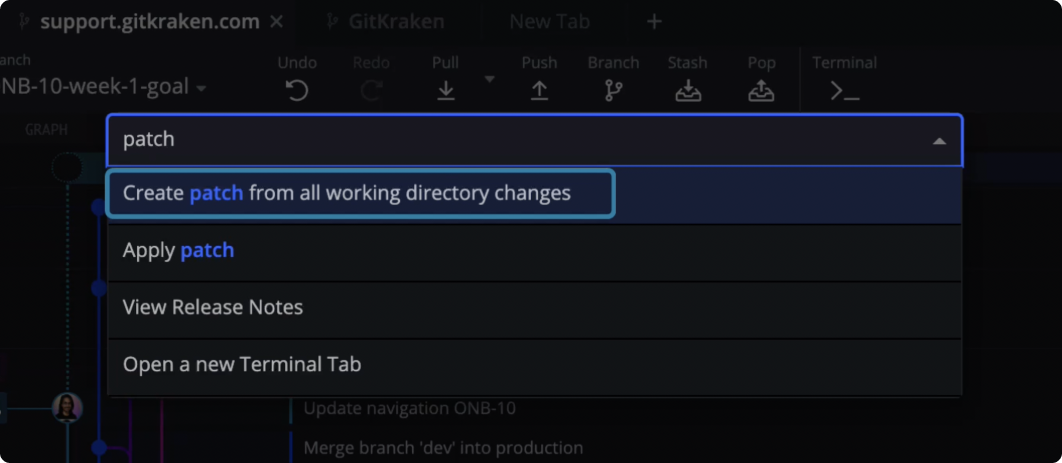 support.gitkraken.com
GitKraken
New Tab
anch
NB-10-week-1-goal
Undo
Redo
Pull
Push
Branch
Stash
Pop
Terminal
GRAPH
patch
Create patch from all working directory changes
Apply patch
View Release Notes
Open a new Terminal Tab
Update navigation ONB-10
Merge branch 'dev' into production